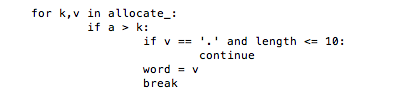 for k,v in allocate_:
        if a > k:
                if v == '.' and length <= 10:
                        continue
                word = v
                break